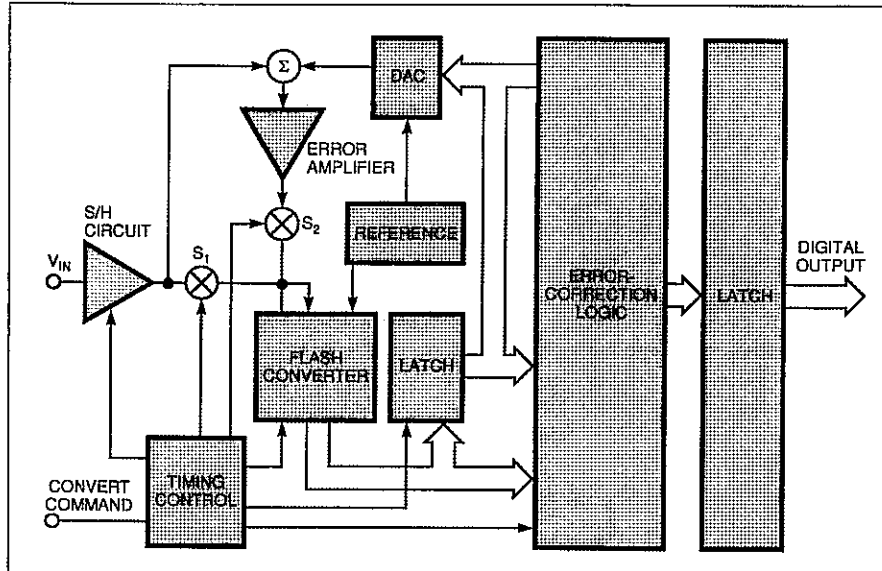 Σ
DAC
ERROR
AMPLIFIER
S/H
CIRCUIT
S1
S2
REFERENCE
VIN
ERROR-
CORRECTION
LOGIC
LATCH
DIGITAL
OUTPUT
FLASH
CONVERTER
LATCH
CONVERT
COMMAND
TIMING
CONTROL